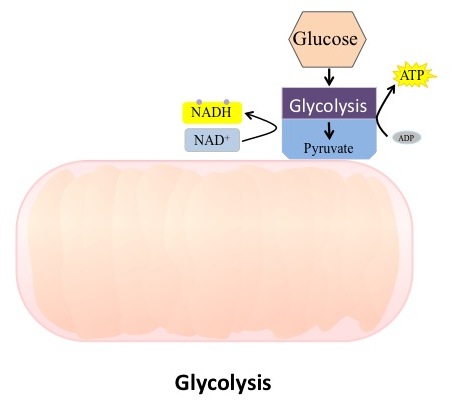 Glucose
ATP
Glycolysis
NADH
NAD⁺
ADP
Pyruvate
Glycolysis